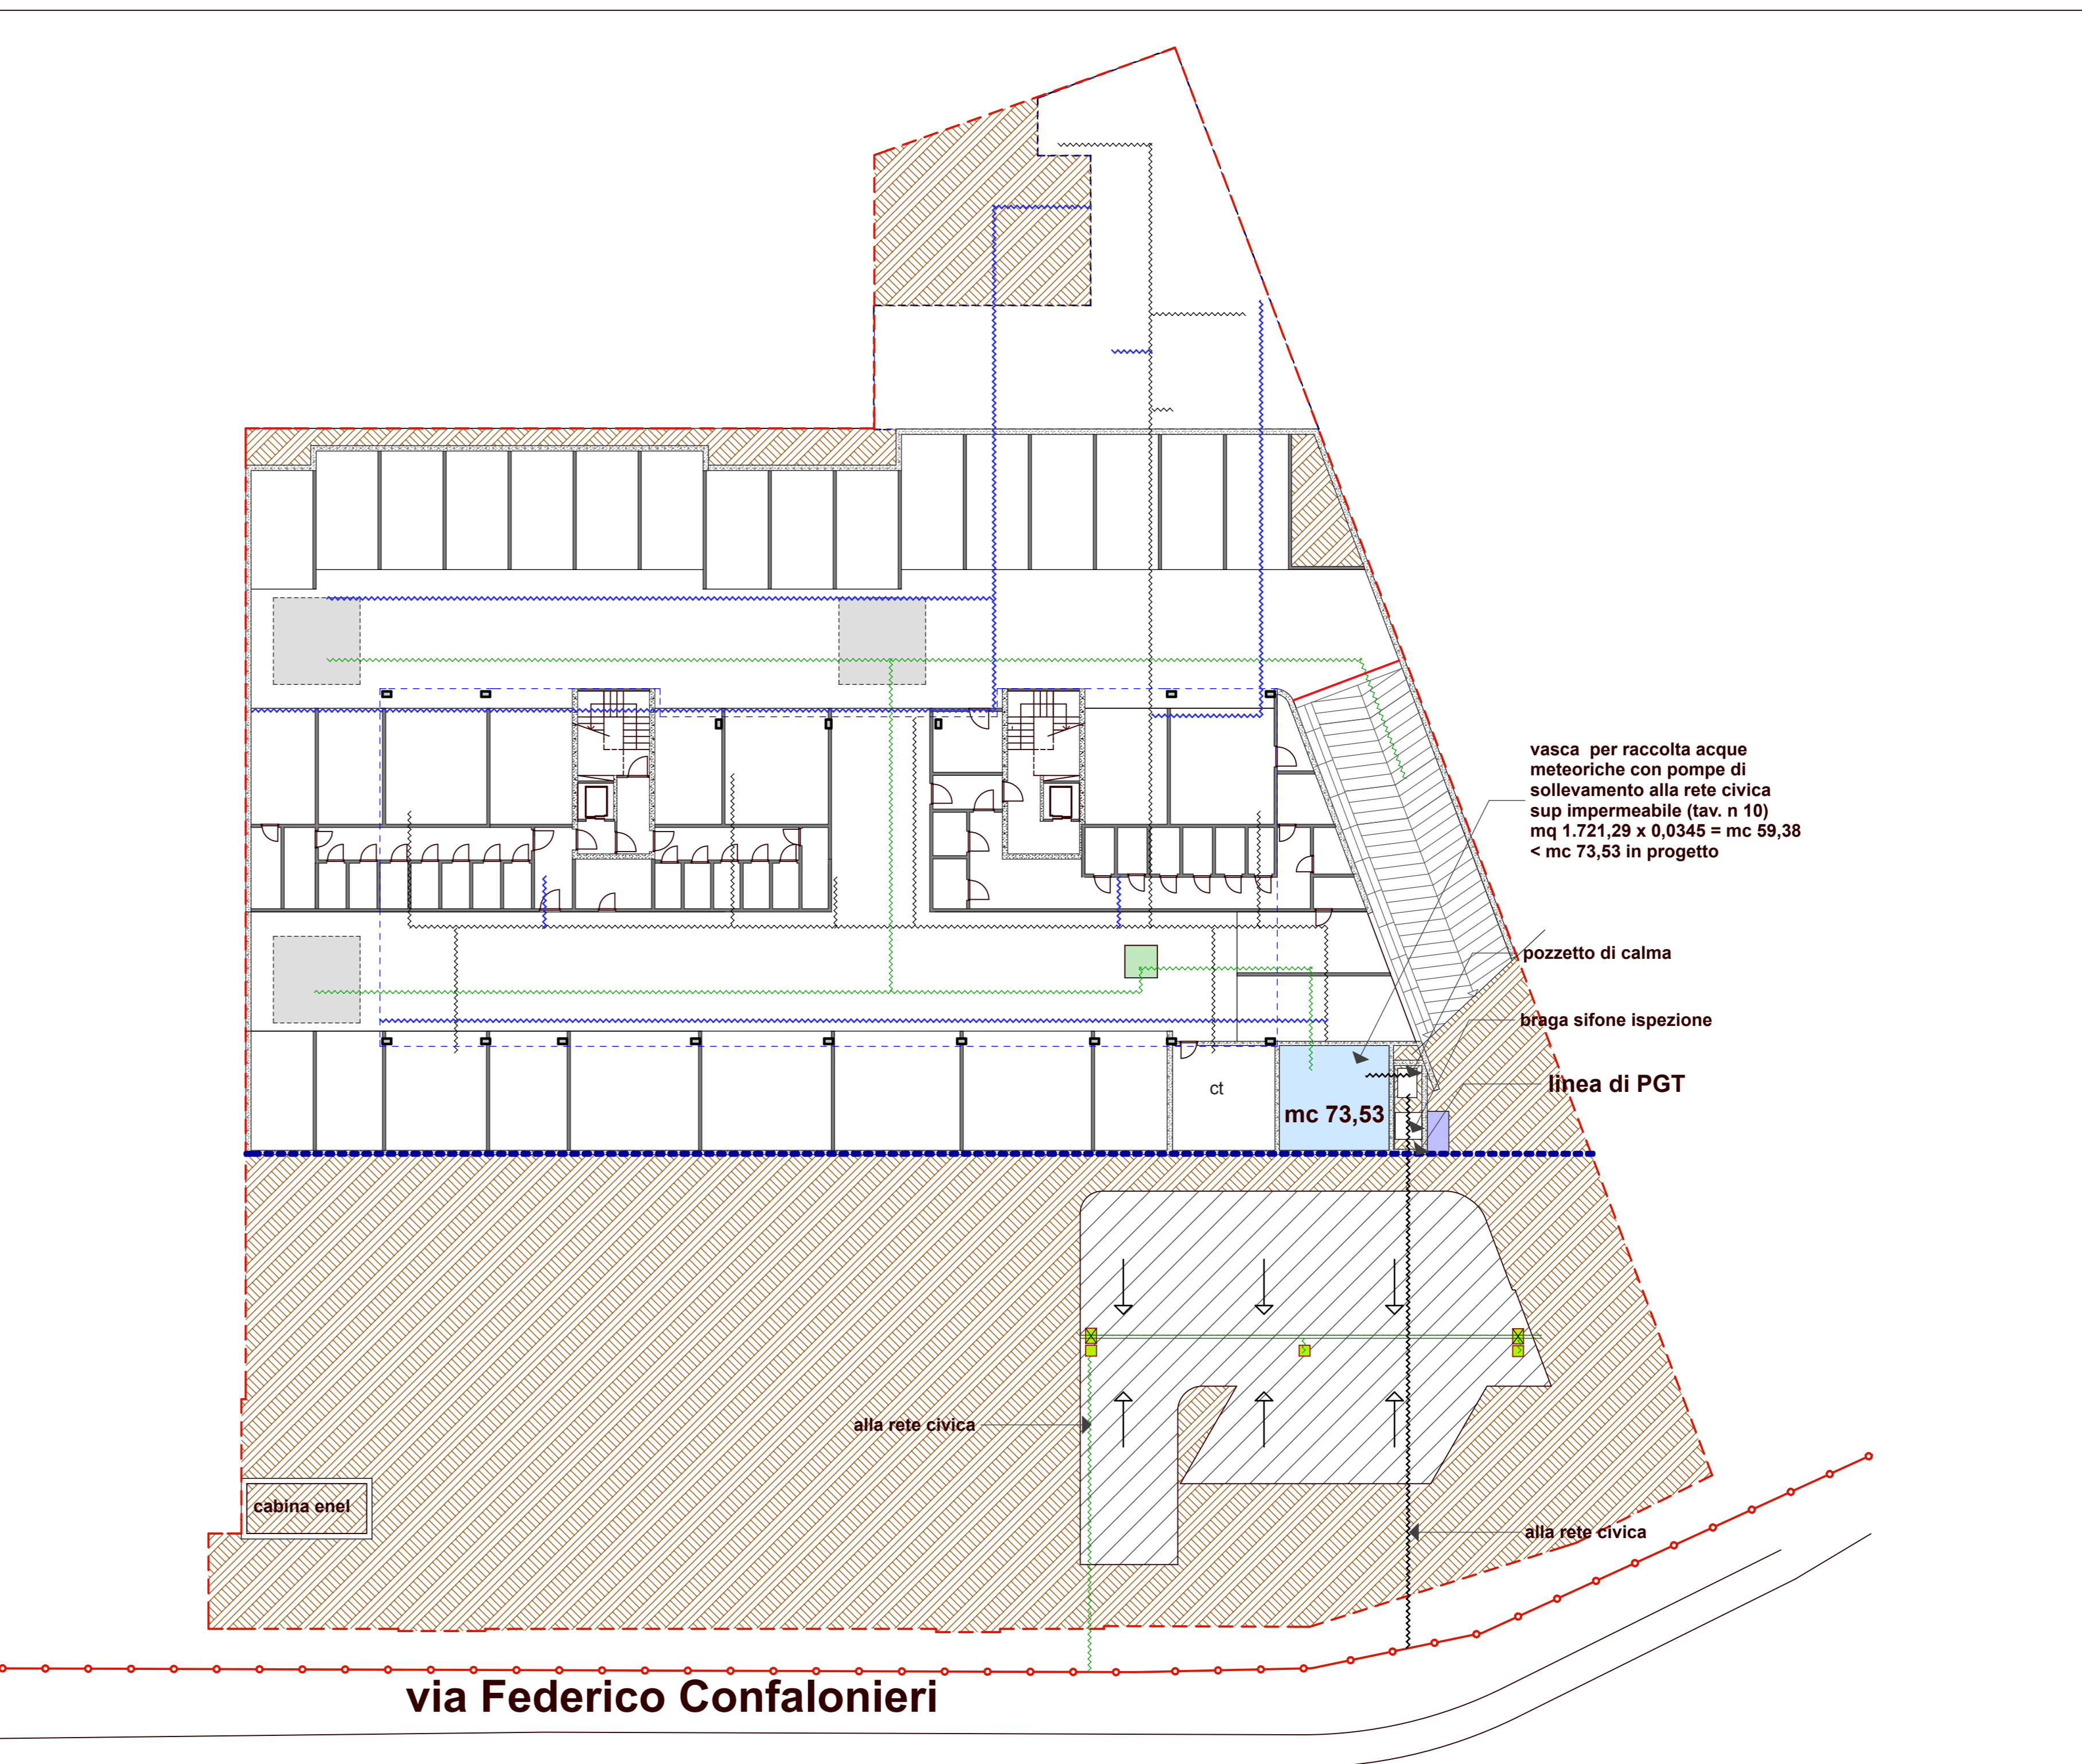 vasca per raccolta acque
meteoriche con pompe di
sollevamento alla rete civica
sup impermeabile (tav. n 10)
mq 1.721,29 x 0,0345 = mc 59,38
< mc 73,53 in progetto
pozzetto di calma
braga sifone ispezione
linea di PGT
ct
mc 73,53
alla rete civica
cabina enel
alla rete civica
via Federico Confalonieri